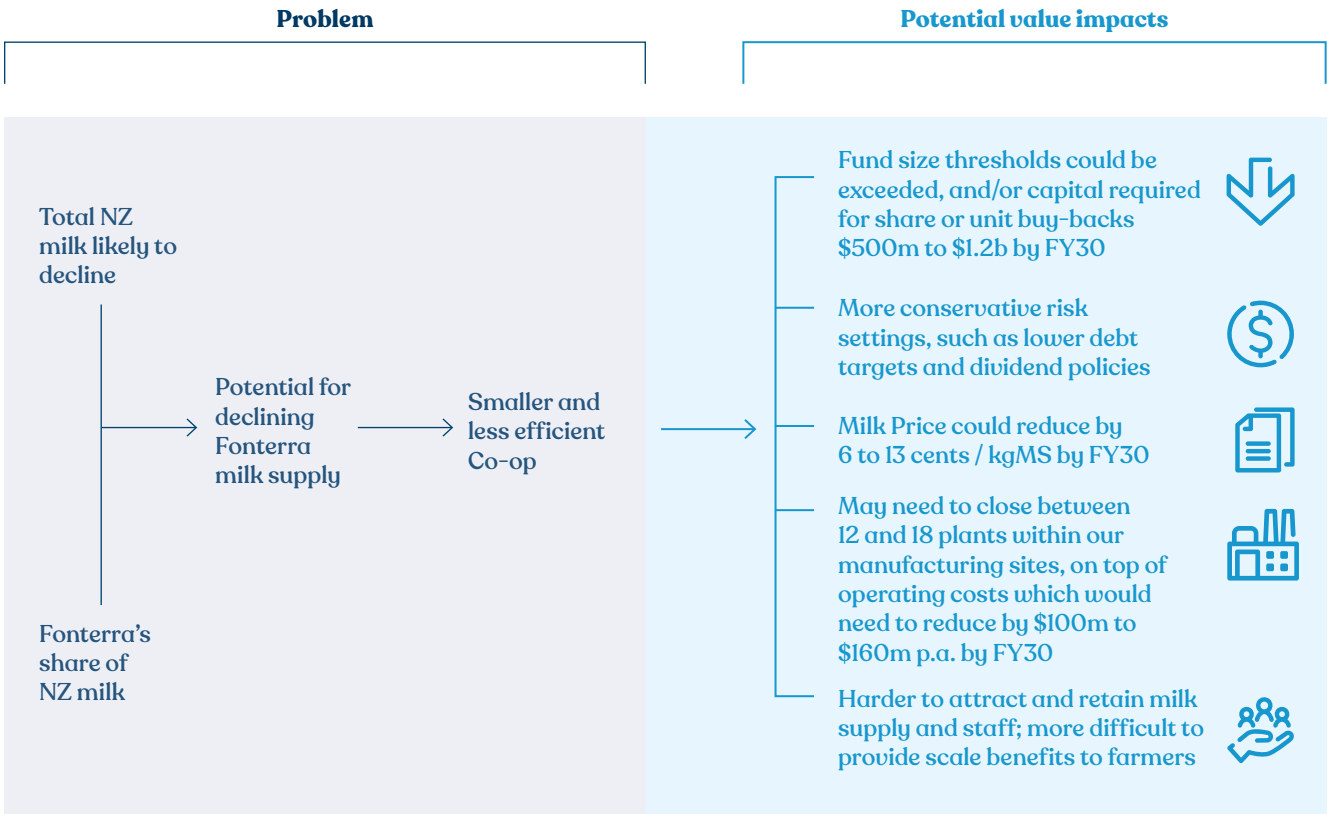 Problem
Potential value impacts
Total NZ
milk likely to
decline
Fonterra’s
share of
NZ milk
Potential for
declining
Fonterra
milk supply
Smaller and
less efficient
Co-op
Fund size thresholds could be
exceeded, and/or capital required
for share or unit buy-backs
$500m to $1.2b by FY30
More conservative risk
settings, such as lower debt
targets and dividend policies
Milk Price could reduce by
6 to 13 cents / kgMS by FY30
May need to close between
12 and 18 plants within our
manufacturing sites, on top of
operating costs which would
need to reduce by $100m to
$160m p.a. by FY30
Harder to attract and retain milk
supply and staff; more difficult to
provide scale benefits to farmers
$